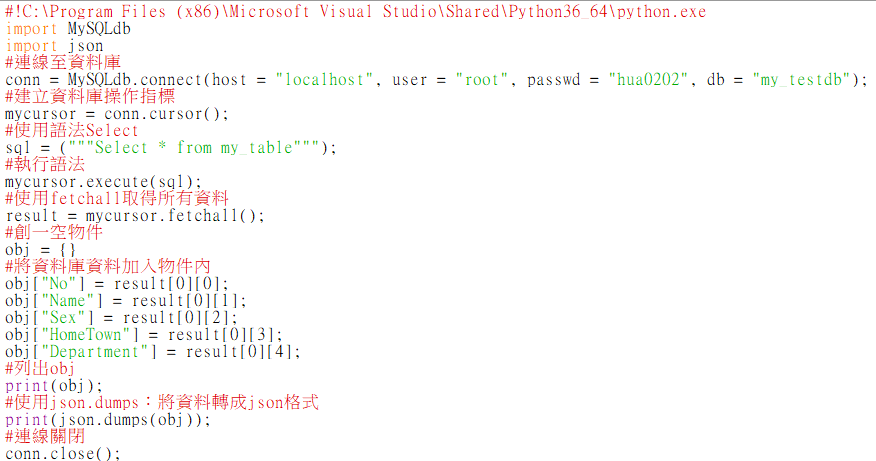 #!C:\Program Files (x86)\Microsoft Visual Studio\Shared\Python36_64\python.exe
import MySQLdb
import json
#連線至資料庫
conn = MySQLdb.connect(host = "localhost", user = "root", passwd = "hua0202", db = "my_testdb");
#建立資料庫操作指標
mycursor = conn.cursor();
#使用語法Select
sql = ("""Select * from my_table""");
#執行語法
mycursor.execute(sql);
#使用fetchall取得所有資料
result = mycursor.fetchall();
#創一空物件
obj = {}
#將資料庫資料加入物件內
obj["No"] = result[0][0];
obj["Name"] = result[0][1];
obj["Sex"] = result[0][2];
obj["HomeTown"] = result[0][3];
obj["Department"] = result[0][4];
#列出obj
print(obj);
#使用json.dumps：將資料轉成json格式
print(json.dumps(obj));
#連線關閉
conn.close();